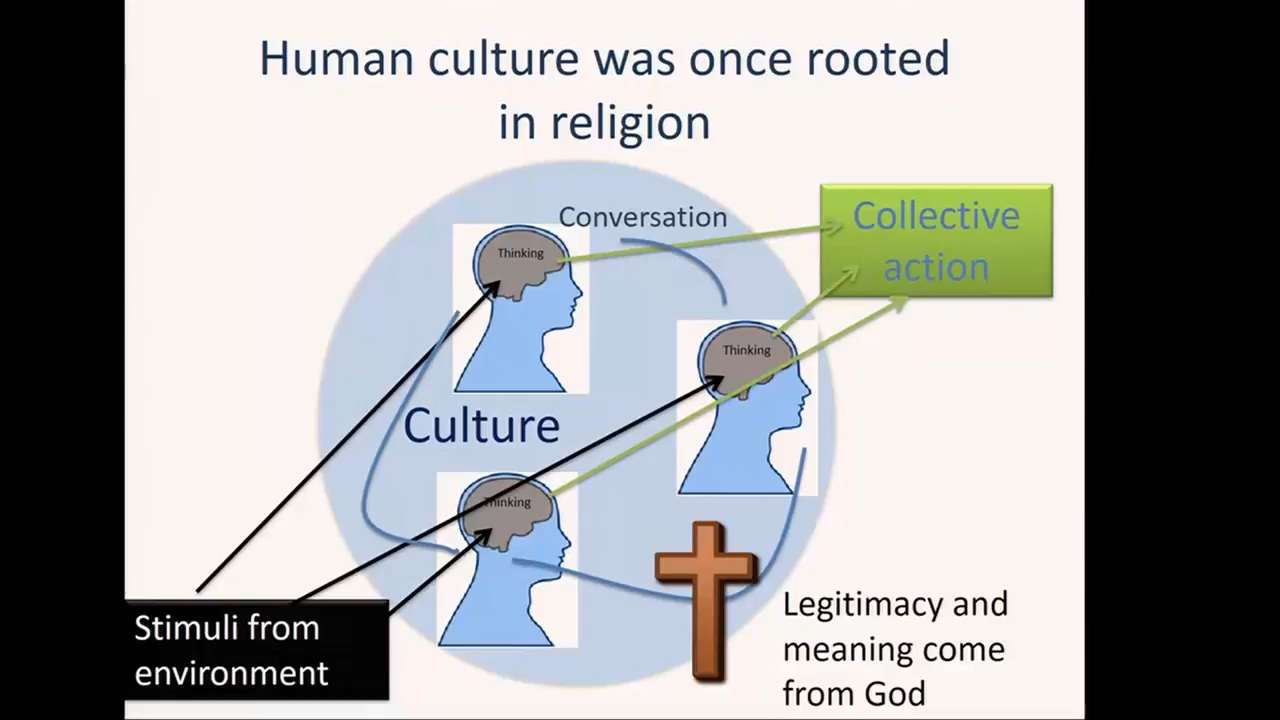 Human culture was once rooted
in religion
Conversation
Collective
action
Thinking
Thinking
Culture
Thinking
Stimuli from
environment
Legitimacy and
meaning come
from God